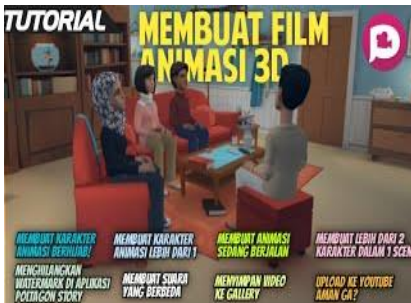 TUTORIAL
MEMBUAT FILM
ANIMASI 3D
MEMBUAT KARAKTER
ANIMASI BERHIJAB!
MEMBUAT KARAKTER
ANIMASI LEBIH DARI 1
MEMBUAT ANIMASI
SEDANG BERJALAN
MEMBUAT LEBIH DARI 2
KARAKTER DALAM 1 SCEN
MENGHILANGKAN
WATERMARK DI APLIKASI
POLTAGON STORY
MEMBUAT SUARA
YANG BERBEDA
MENYIMPAN VIDEO
KE GALLERY
UPLOAD KE YOUTUBE
AMAN GA?